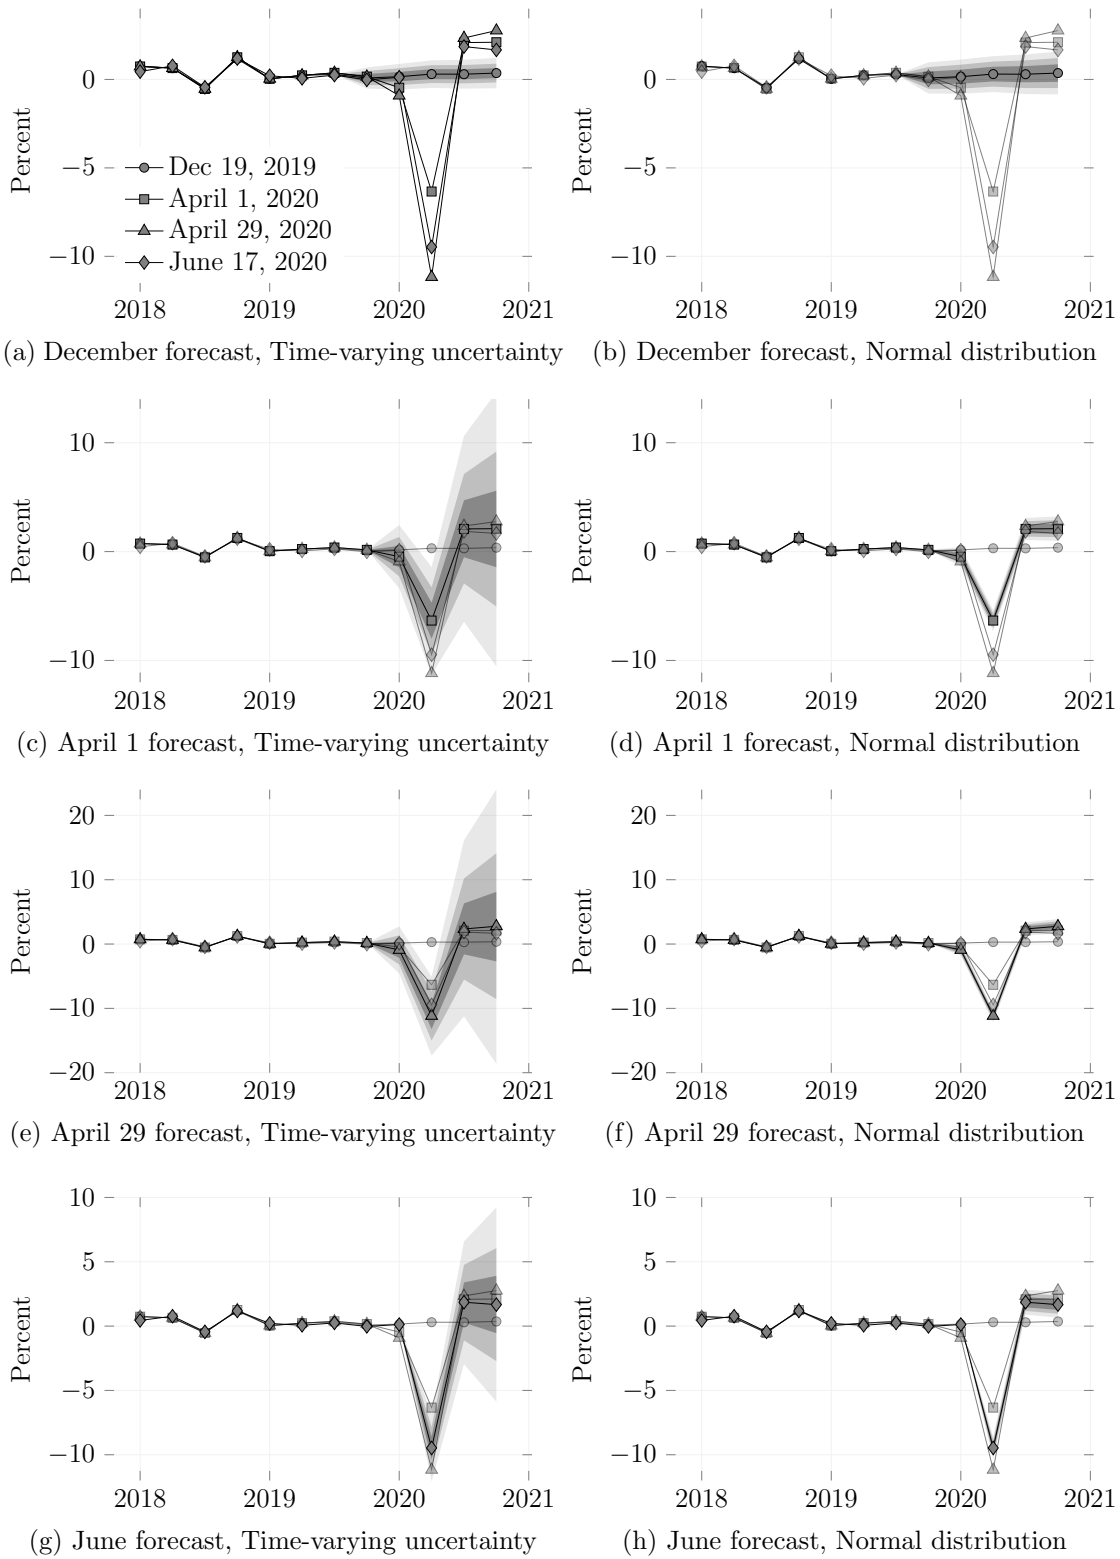 0
−5
−10
Percent
Dec 19, 2019
April 1, 2020
April 29, 2020
June 17, 2020
2018 2019 2020 2021
(a) December forecast, Time-varying uncertainty
0
−5
−10
Percent
2018 2019 2020 2021
(b) December forecast, Normal distribution
10
0
−10
Percent
2018 2019 2020 2021
(c) April 1 forecast, Time-varying uncertainty
10
0
−10
Percent
2018 2019 2020 2021
(d) April 1 forecast, Normal distribution
20
10
0
−10
−20
Percent
2018 2019 2020 2021
(e) April 29 forecast, Time-varying uncertainty
20
10
0
−10
−20
Percent
2018 2019 2020 2021
(f) April 29 forecast, Normal distribution
10
5
0
−5
−10
Percent
2018 2019 2020 2021
(g) June forecast, Time-varying uncertainty
10
5
0
−5
−10
Percent
2018 2019 2020 2021
(h) June forecast, Normal distribution